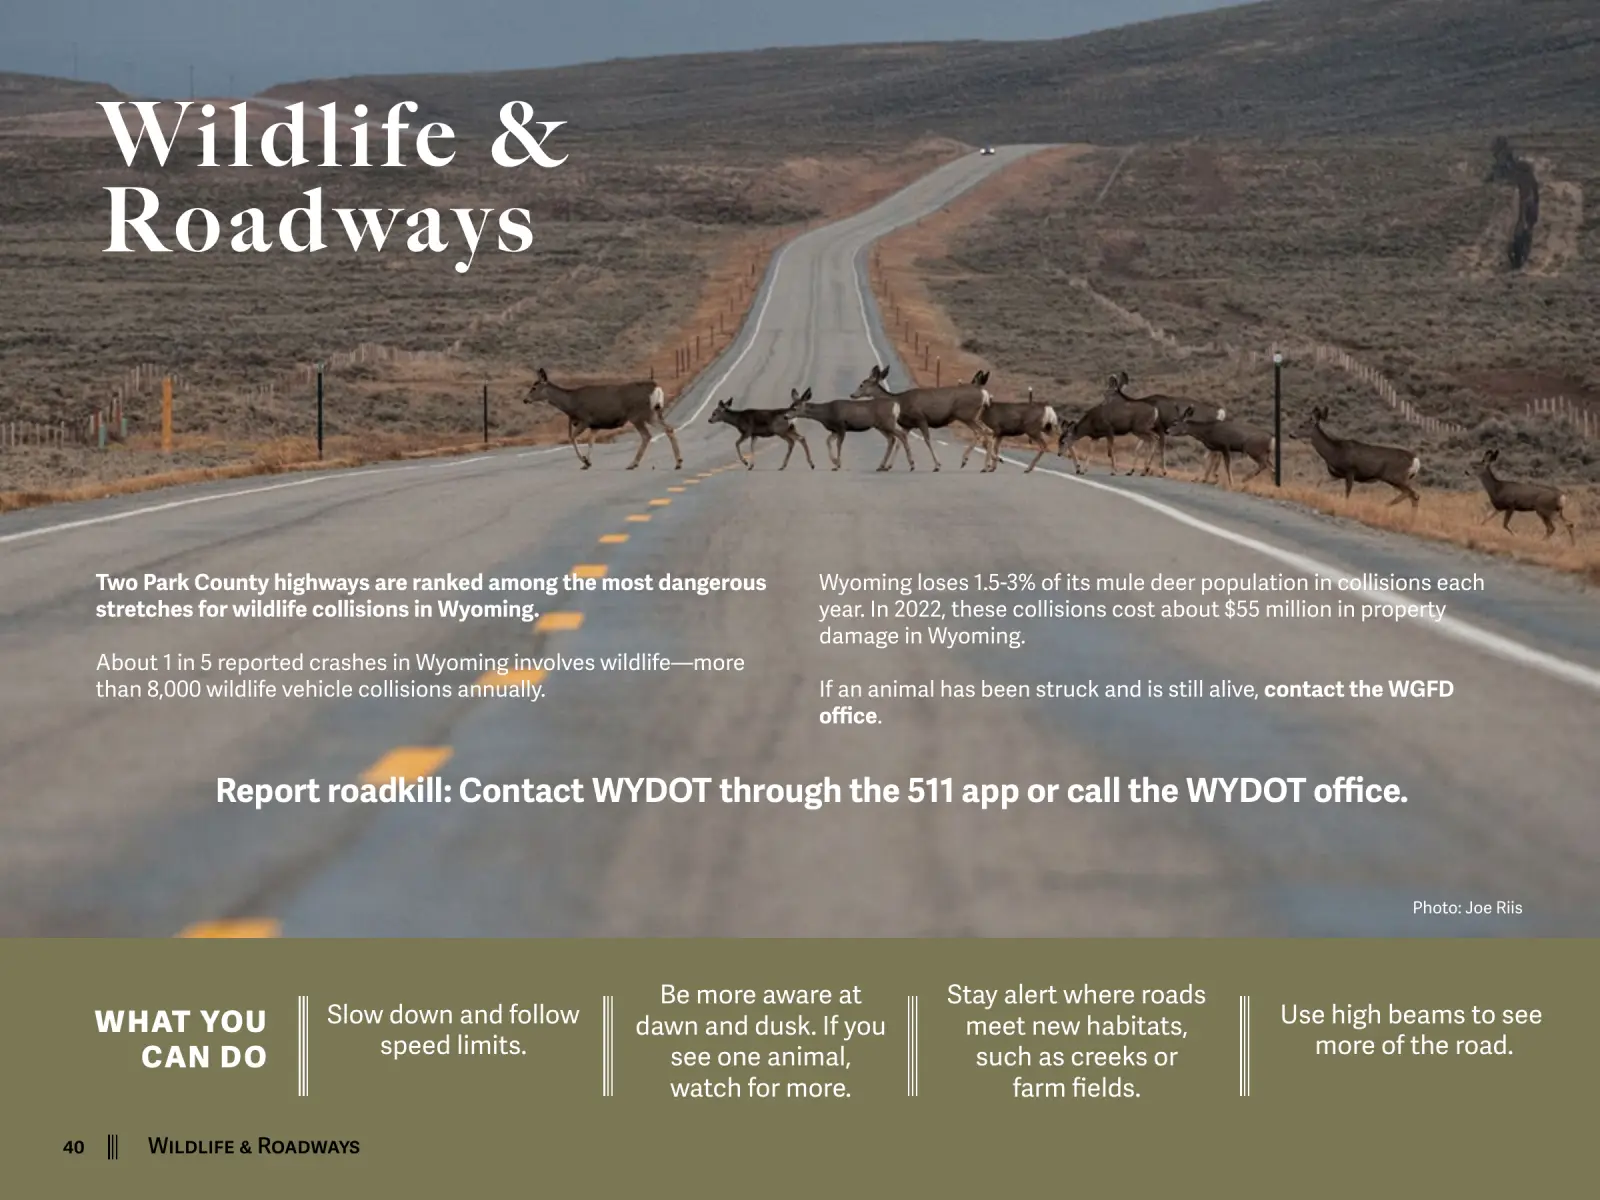 Wildlife &
Roadways
Two Park County highways are ranked among the most dangerous
stretches for wildlife collisions in Wyoming.
About 1 in 5 reported crashes in Wyoming involves wildlife—more
than 8,000 wildlife vehicle collisions annually.
Wyoming loses 1.5-3% of its mule deer population in collisions each
year. In 2022, these collisions cost about $55 million in property
damage in Wyoming.
If an animal has been struck and is still alive, contact the WGFD
office.
Report roadkill: Contact WYDOT through the 511 app or call the WYDOT office.
Photo: Joe Riis
WHAT YOU
CAN DO
Slow down and follow
speed limits.
Be more aware at
dawn and dusk. If you
see one animal,
watch for more.
Stay alert where roads
meet new habitats,
such as creeks or
farm fields.
Use high beams to see
more of the road.
40 Wildlife & Roadways